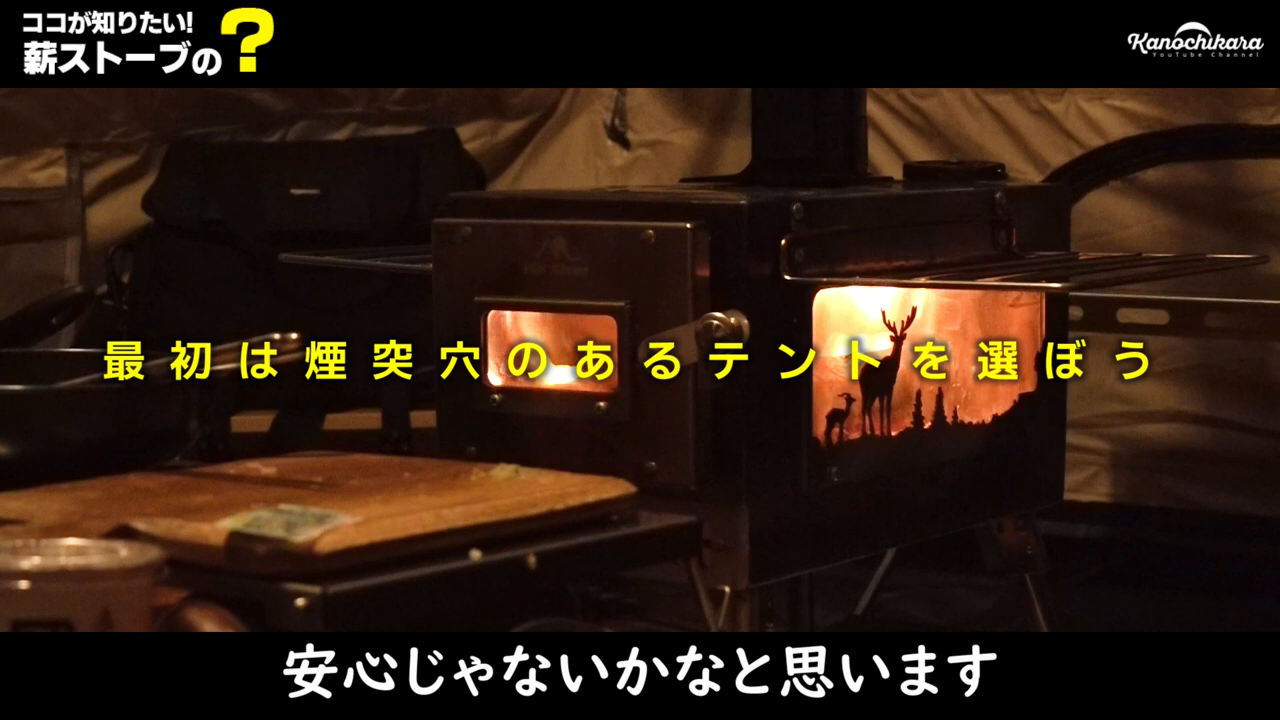 ココが知りたい!
薪ストーブの?
Kanochikara
YouTube Channel
最初は煙突穴のあるテントを選ぼう
安心じゃないかなと思います